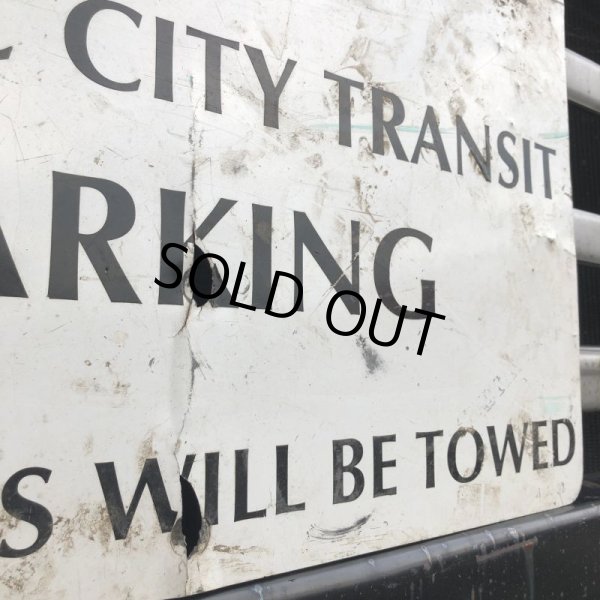 CITY TRANSIT
ARKING
SOLD OUT
S WILL BE TOWED